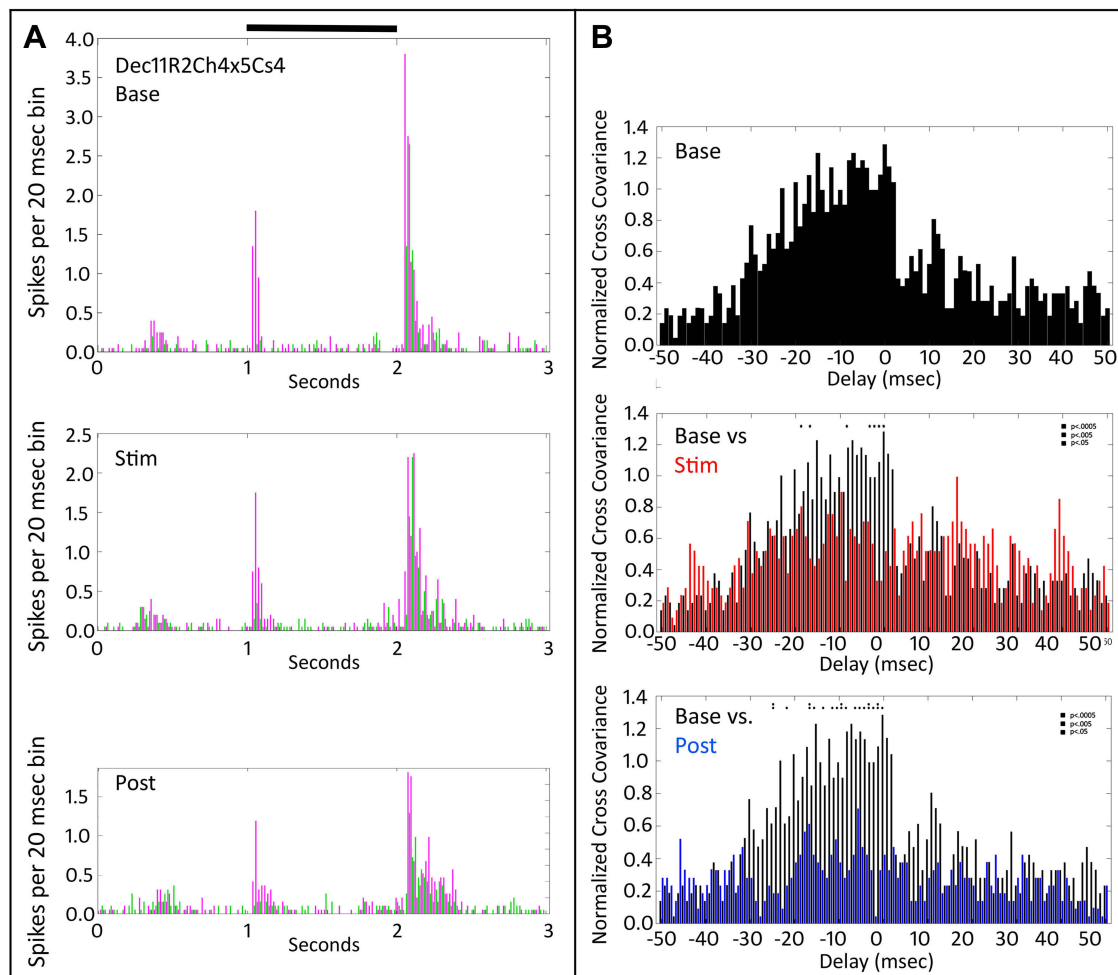 A
4.0
3.5
3.0
2.5
2.0
1.5
1.0
0.5
0.0
Spikes per 20 msec bin
Dec11R2Ch4x5Cs4
Base
0 1 2 3
Seconds
2.5
2.0
1.5
1.0
0.5
0.0
Spikes per 20 msec bin
Stim
0 1 2 3
Seconds
1.5
1.0
0.5
0.0
Spikes per 20 msec bin
Post
0 1 2 3
Seconds
B
1.4
1.2
1.0
0.8
0.6
0.4
0.2
0.0
Normalized Cross Covariance
Base
-50 -40 -30 -20 -10 0 10 20 30 40 50
Delay (msec)
1.4
1.2
1.0
0.8
0.6
0.4
0.2
0.0
Normalized Cross Covariance
Base vs
Stim
p<.0005
p<.005
p<.05
-50 -40 -30 -20 -10 0 10 20 30 40 50
50
Delay (msec)
1.4
1.2
1.0
0.8
0.6
0.4
0.2
0.0
Normalized Cross Covariance
Base vs.
Post
p<.0005
p<.005
p<.05
-50 -40 -30 -20 -10 0 10 20 30 40 50
Delay (msec)